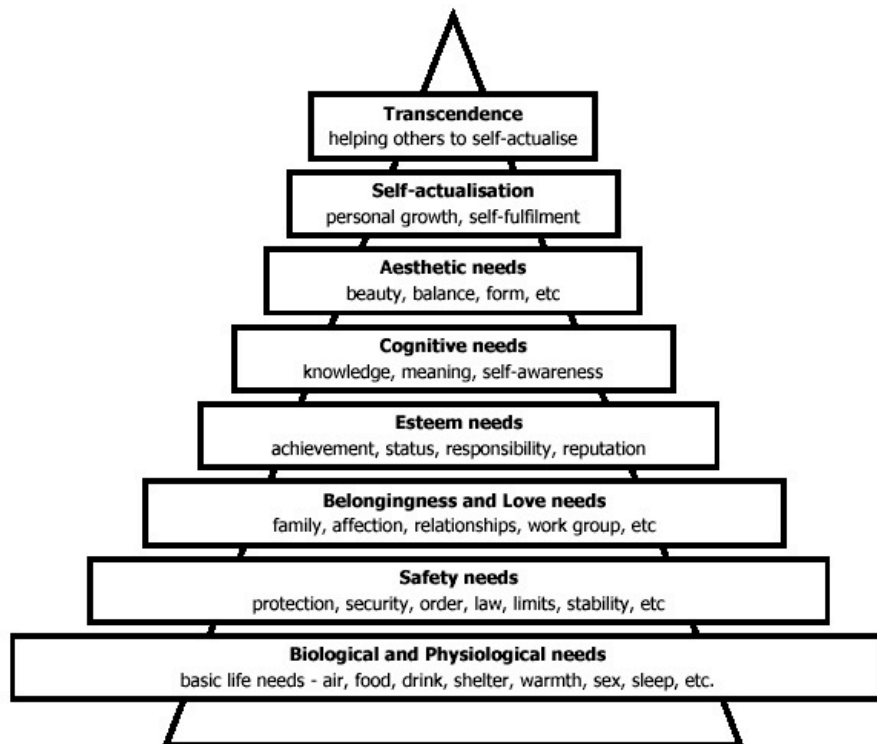 Transcendence
helping others to self-actualise
Self-actualisation
personal growth, self-fulfilment
Aesthetic needs
beauty, balance, form, etc
Cognitive needs
knowledge, meaning, self-awareness
Esteem needs
achievement, status, responsibility, reputation
Belongingness and Love needs
family, affection, relationships, work group, etc
Safety needs
protection, security, order, law, limits, stability, etc
Biological and Physiological needs
basic life needs - air, food, drink, shelter, warmth, sex, sleep, etc.